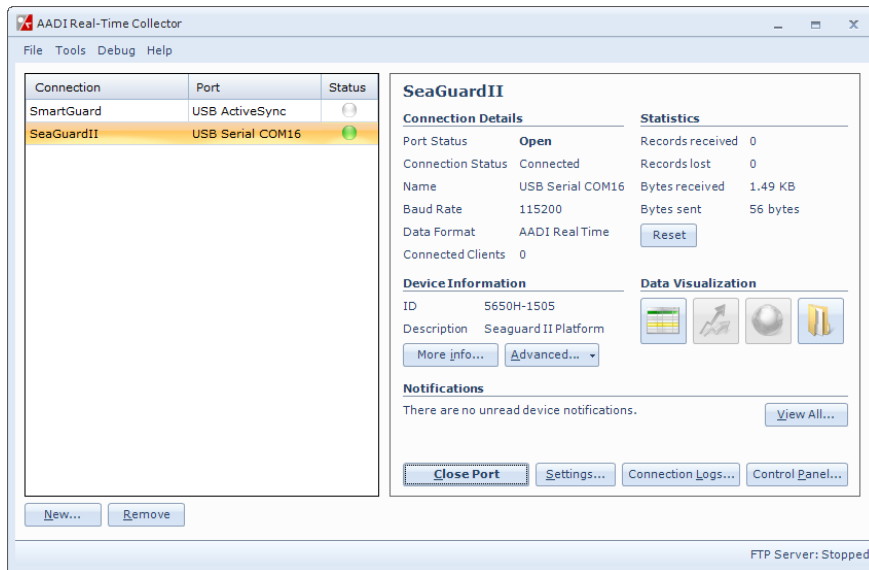 AADI Real-Time Collector
File Tools Debug Help
Connection Port Status
SmartGuard USB ActiveSync
SeaGuardII USB Serial COM16
New... Remove
SeaGuardII
Connection Details
Port Status Open
Connection Status Connected
Name USB Serial COM16
Baud Rate 115200
Data Format AADI Real Time
Connected Clients 0
Statistics
Records received 0
Records lost 0
Bytes received 1.49 KB
Bytes sent 56 bytes
Reset
Device Information
ID 5650H-1505
Description Seaguard II Platform
More info... Advanced...
Data Visualization
Notifications
There are no unread device notifications.
View All...
Close Port Settings... Connection Logs... Control Panel...
FTP Server: Stopped